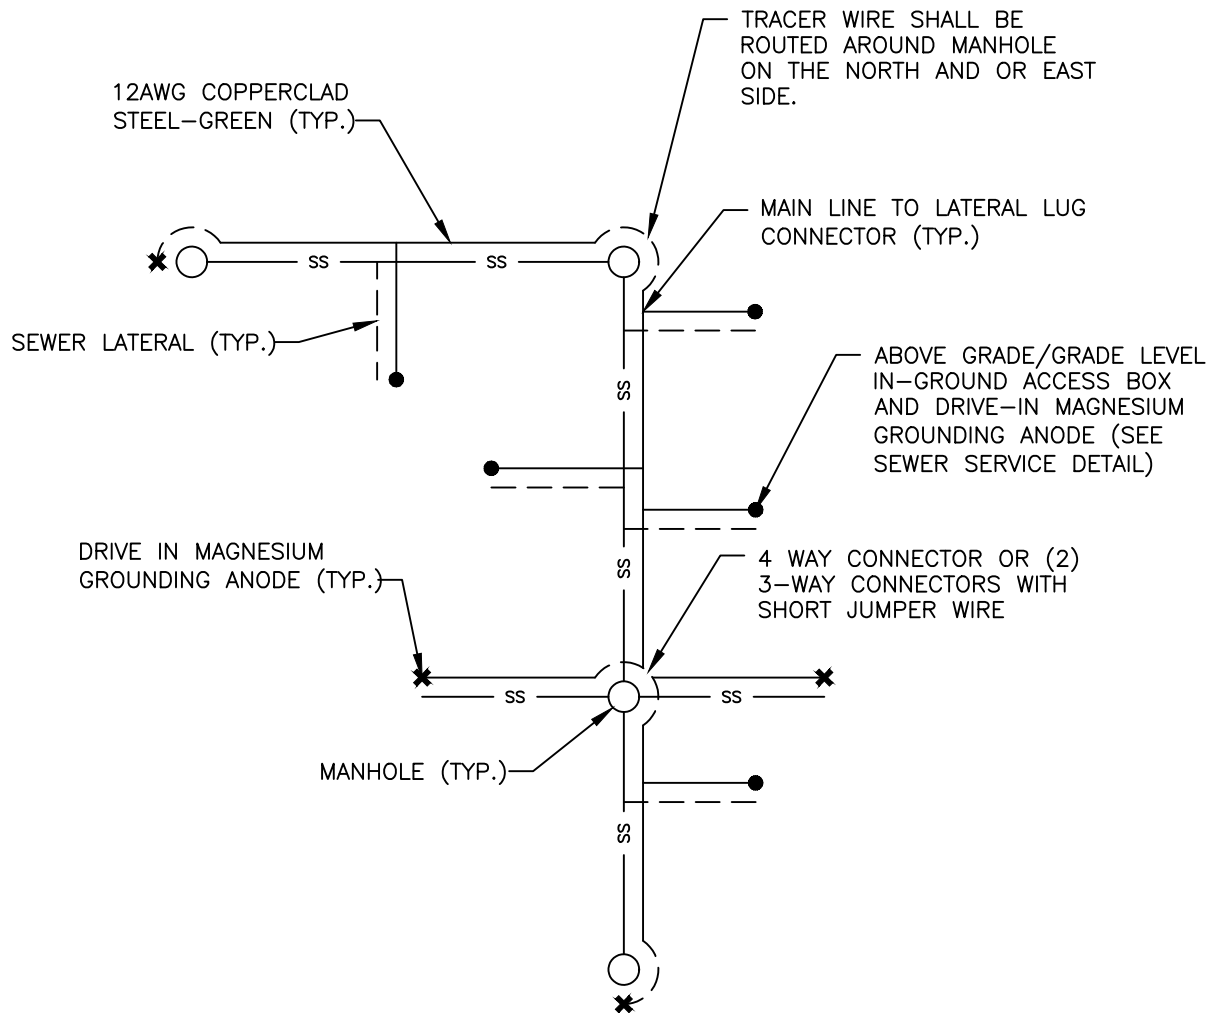 TRACER WIRE SHALL BE
ROUTED AROUND MANHOLE
ON THE NORTH AND OR EAST
SIDE.
12AWG COPPERCLAD
STEEL-GREEN (TYP.)
MAIN LINE TO LATERAL LUG
CONNECTOR (TYP.)
SS
SS
SEWER LATERAL (TYP.)
SS
ABOVE GRADE/GRADE LEVEL
IN-GROUND ACCESS BOX
AND DRIVE-IN MAGNESIUM
GROUNDING ANODE (SEE
SEWER SERVICE DETAIL)
DRIVE IN MAGNESIUM
GROUNDING ANODE (TYP.)
SS
4 WAY CONNECTOR OR (2)
3-WAY CONNECTORS WITH
SHORT JUMPER WIRE
SS
SS
MANHOLE (TYP.)
SS